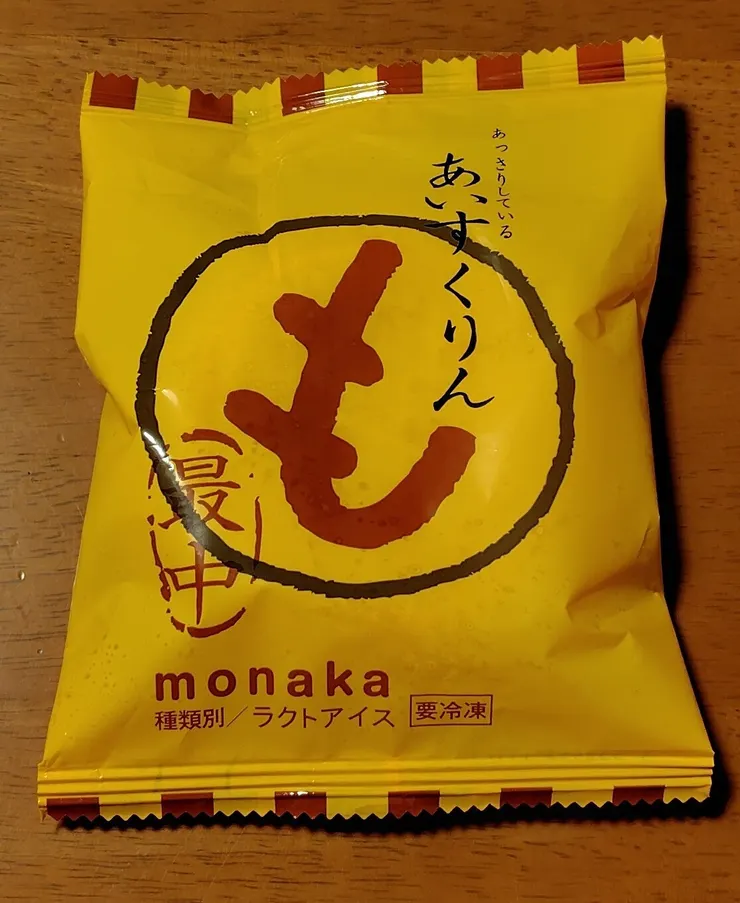 あっさりしている
あいすくりん
も
最中
monaka
種類別／ラクトアイス
要冷凍